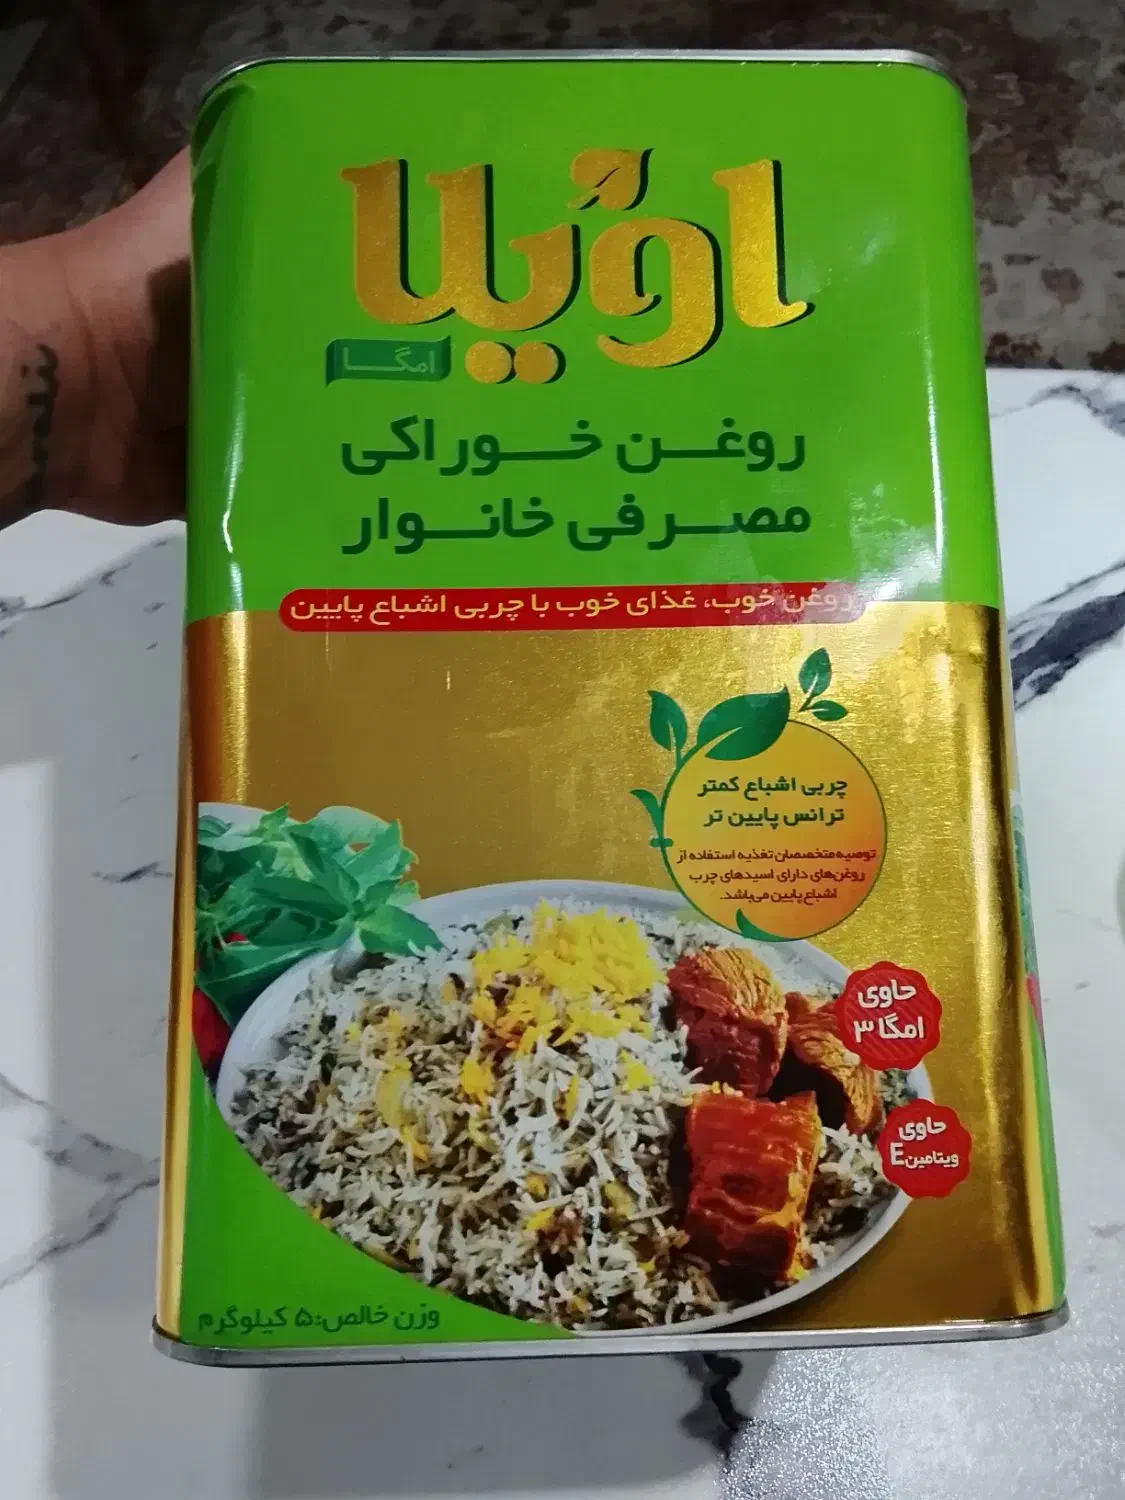 اویلا
امگا
روغن خوراکی
مصرفی خانوار
روغن خوب، غذای خوب با چربی اشباع پایین
چربی اشباع کمتر
ترانس پایین تر
توصیه متخصصان تغذیه استفاده از
روغن‌های دارای اسیدهای چرب
اشباع پایین می‌باشد.
حاوی
امگا ۳
حاوی
ویتامین E
وزن خالص: ۵ کیلوگرم